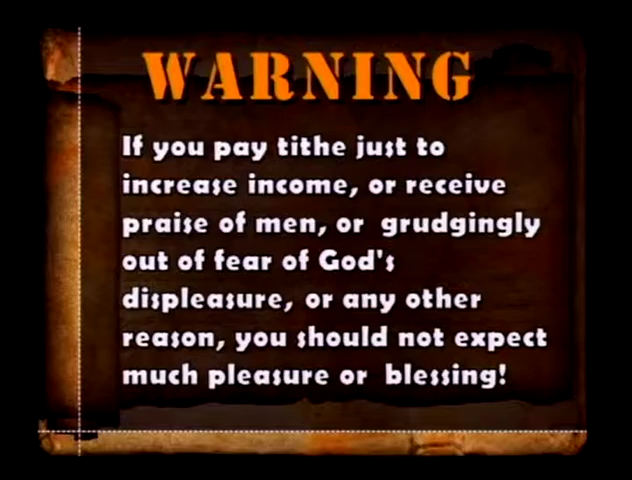 WARNING
If you pay tithe just to
increase income, or receive
praise of men, or grudgingly
out of fear of God's
displeasure, or any other
reason, you should not expect
much pleasure or blessing!